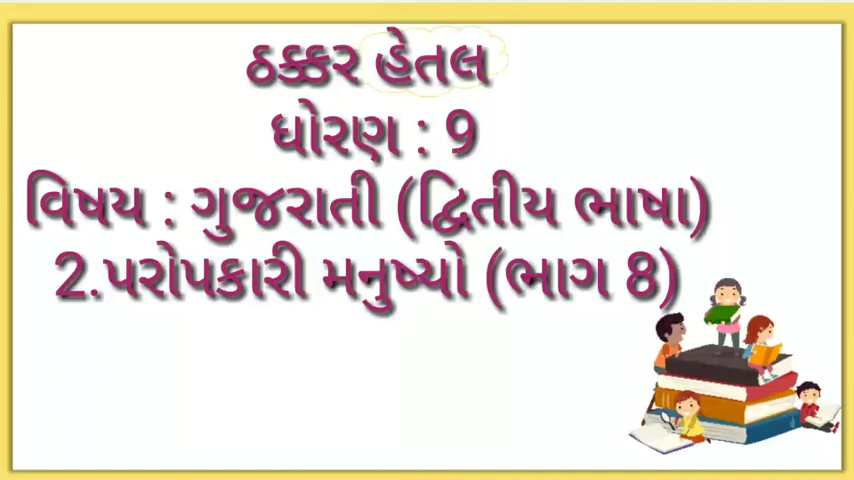 ઠક્કર હેતલ
ધોરણ : 9
વિષય : ગુજરાતી (દ્વિતીય ભાષા)
2.પરોપકારી મનુષ્યો (ભાગ 8)